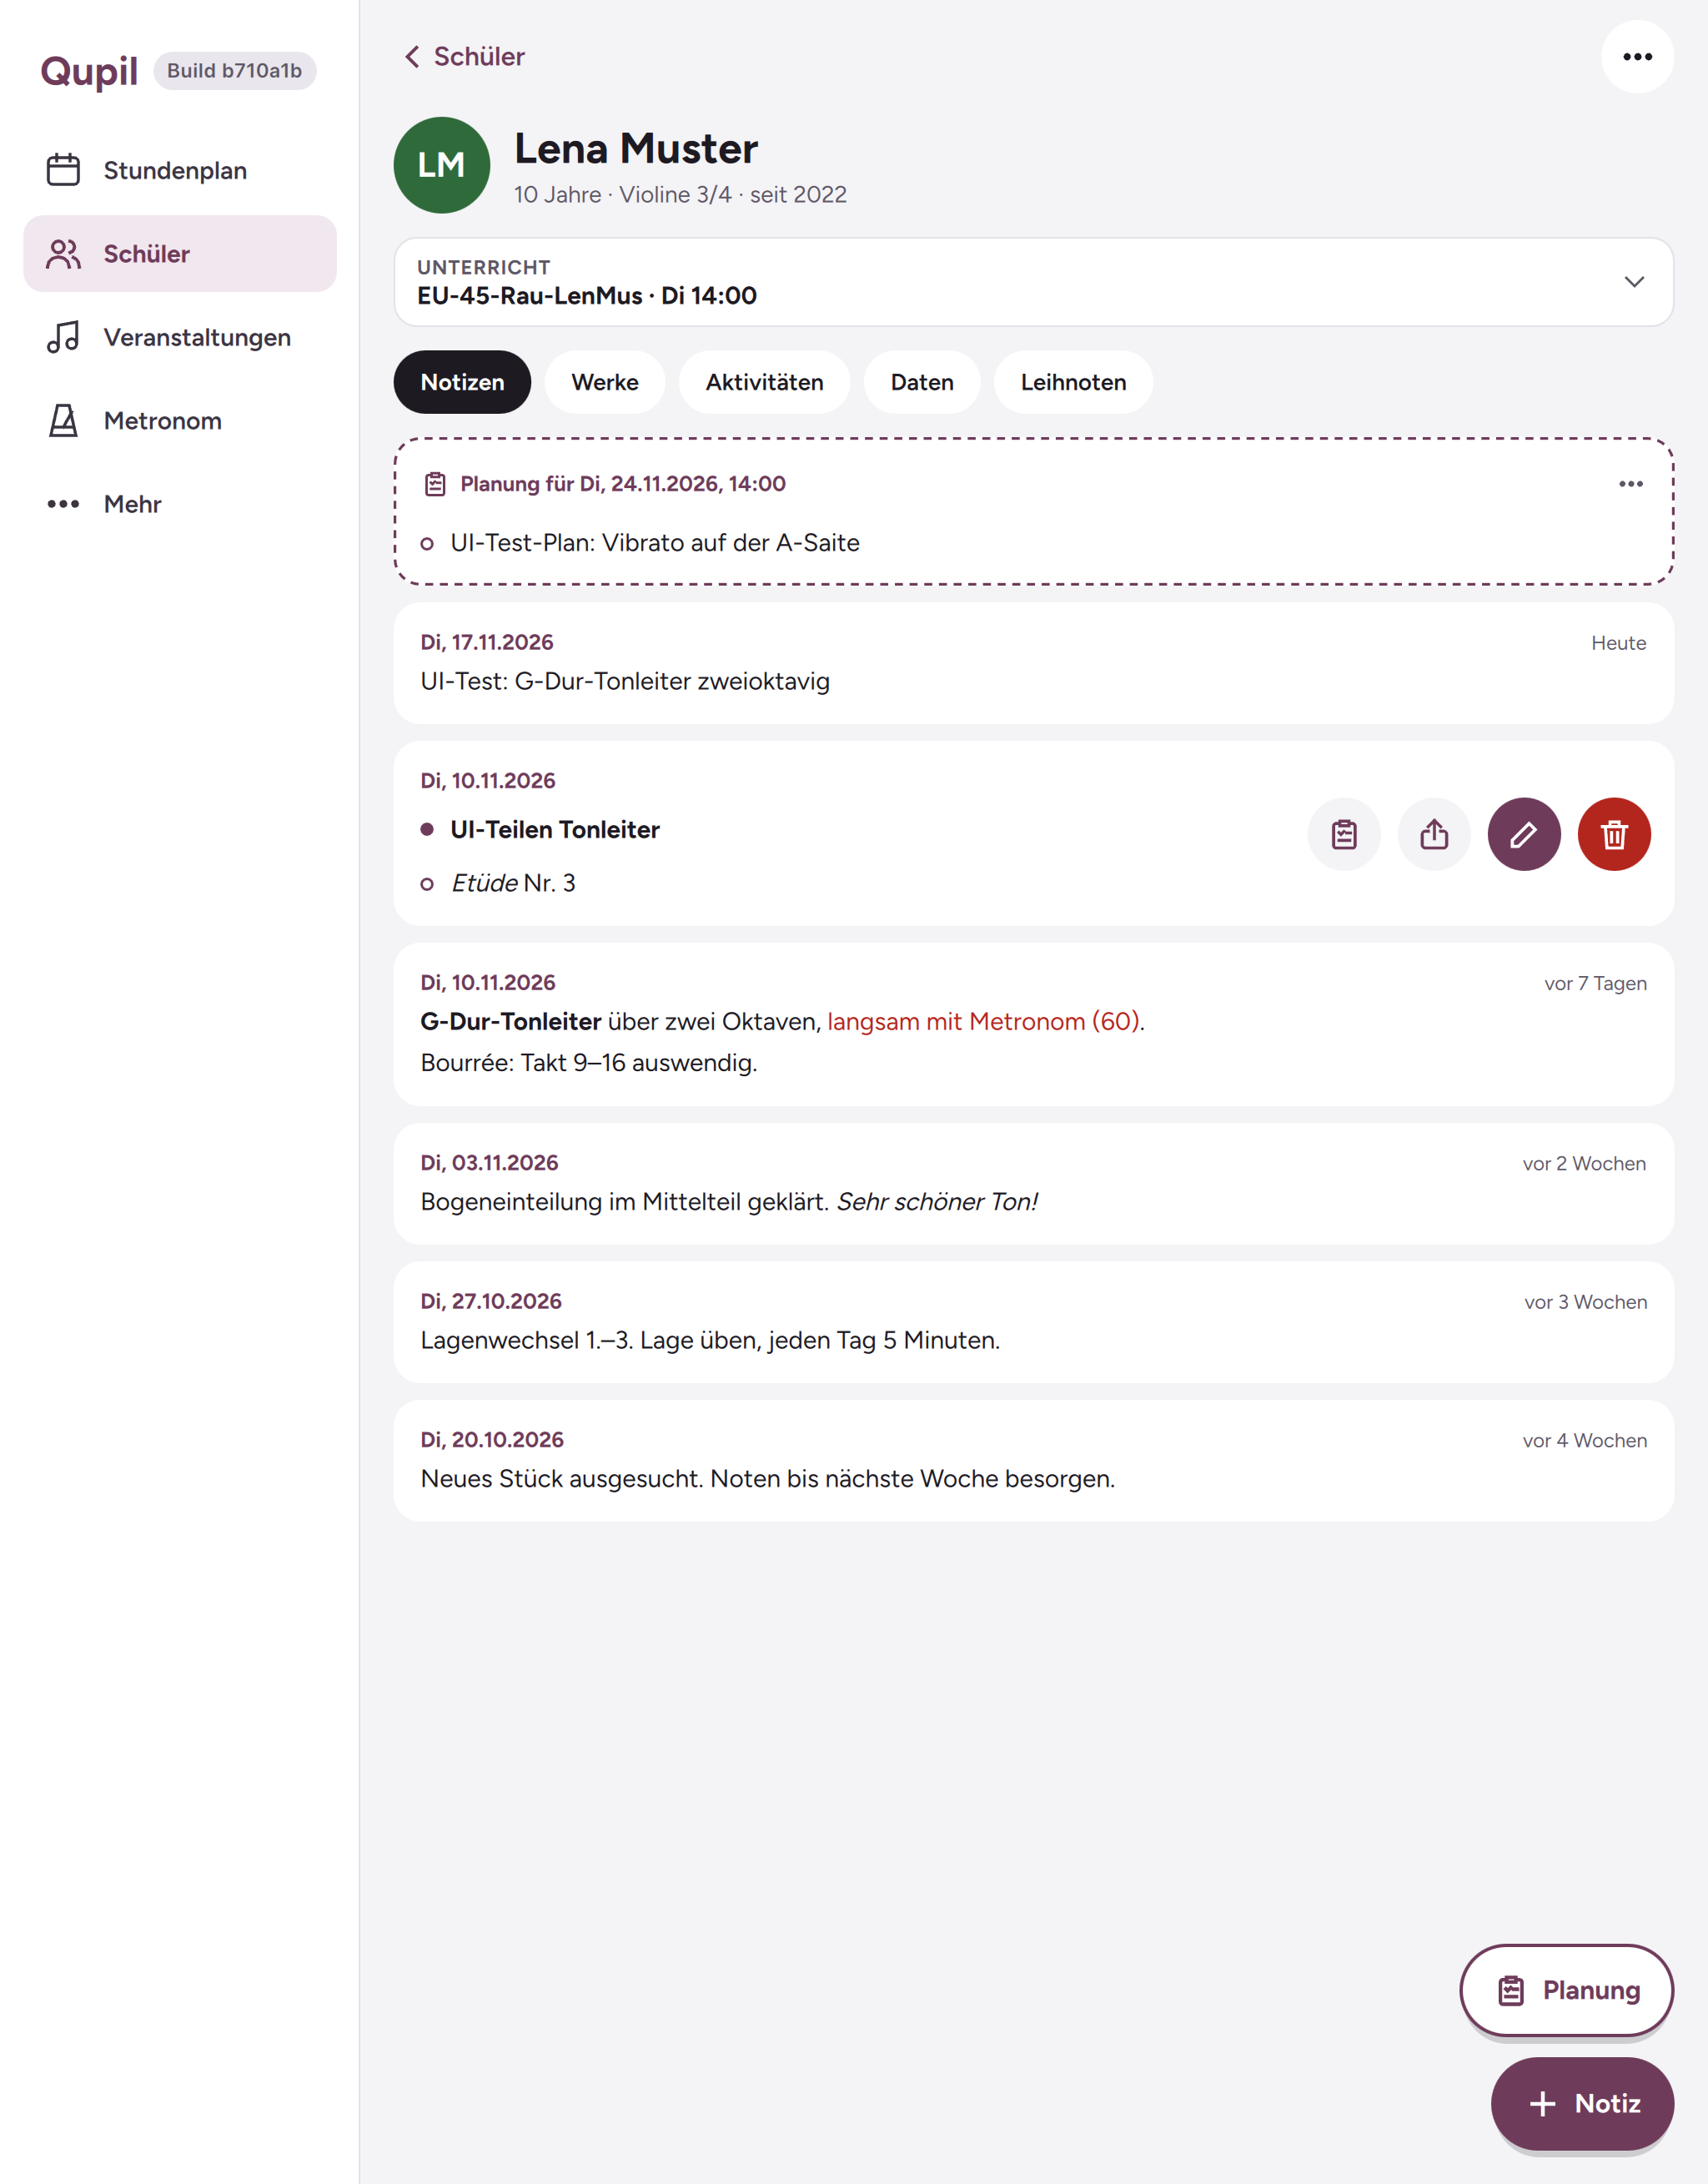 Qupil Build b710a1b
Stundenplan
Schüler
Veranstaltungen
Metronom
Mehr
Schüler
LM
Lena Muster
10 Jahre · Violine 3/4 · seit 2022
UNTERRICHT
EU-45-Rau-LenMus · Di 14:00
Notizen Werke Aktivitäten Daten Leihnoten
Planung für Di, 24.11.2026, 14:00
UI-Test-Plan: Vibrato auf der A-Saite
Di, 17.11.2026 Heute
UI-Test: G-Dur-Tonleiter zweioktavig
Di, 10.11.2026
UI-Teilen Tonleiter
Etüde Nr. 3
Di, 10.11.2026 vor 7 Tagen
G-Dur-Tonleiter über zwei Oktaven, langsam mit Metronom (60).
Bourrée: Takt 9–16 auswendig.
Di, 03.11.2026 vor 2 Wochen
Bogeneinteilung im Mittelteil geklärt. Sehr schöner Ton!
Di, 27.10.2026 vor 3 Wochen
Lagenwechsel 1.–3. Lage üben, jeden Tag 5 Minuten.
Di, 20.10.2026 vor 4 Wochen
Neues Stück ausgesucht. Noten bis nächste Woche besorgen.
Planung
Notiz